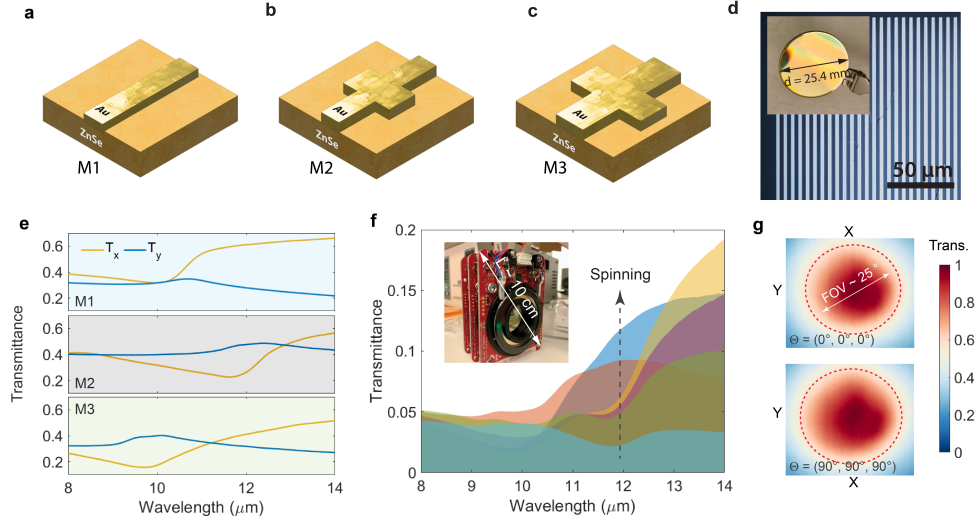 a
b
c
d
Au
ZnSe
M1
Au
ZnSe
M2
Au
ZnSe
M3
d = 25.4 mm
50 µm
e
Tx Ty
0.6
0.4
0.2
M1
0.6
0.4
0.2
M2
0.6
0.4
0.2
M3
8 10 12 14
Wavelength (µm)
Transmittance
f
0.2
0.15
0.1
0.05
0
10 cm
Spinning
8 9 10 11 12 13 14
Wavelength (µm)
Transmittance
g
X
Y
FOV ~ 25°
Θ = (0°, 0°, 0°)
Y
Θ = (90°, 90°, 90°)
X
Trans.
1
0.8
0.6
0.4
0.2
0